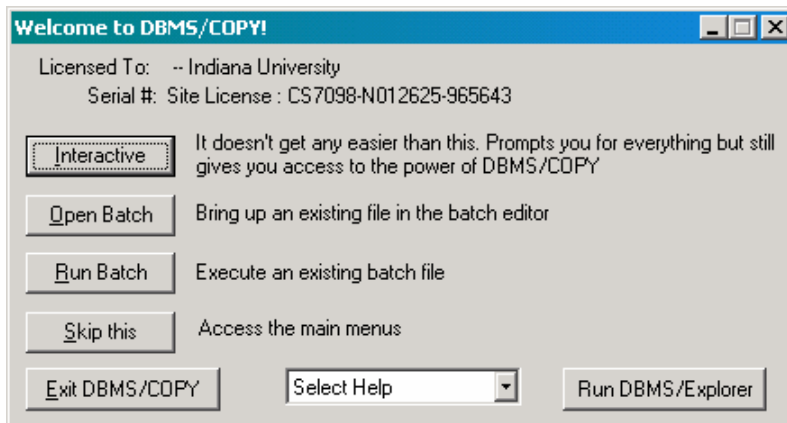 Welcome to DBMS/COPY!
Licensed To: -- Indiana University
Serial #: Site License : CS7098-N012625-965643
Interactive
It doesn't get any easier than this. Prompts you for everything but still
gives you access to the power of DBMS/COPY
Open Batch
Bring up an existing file in the batch editor
Run Batch
Execute an existing batch file
Skip this
Access the main menus
Exit DBMS/COPY
Select Help
Run DBMS/Explorer